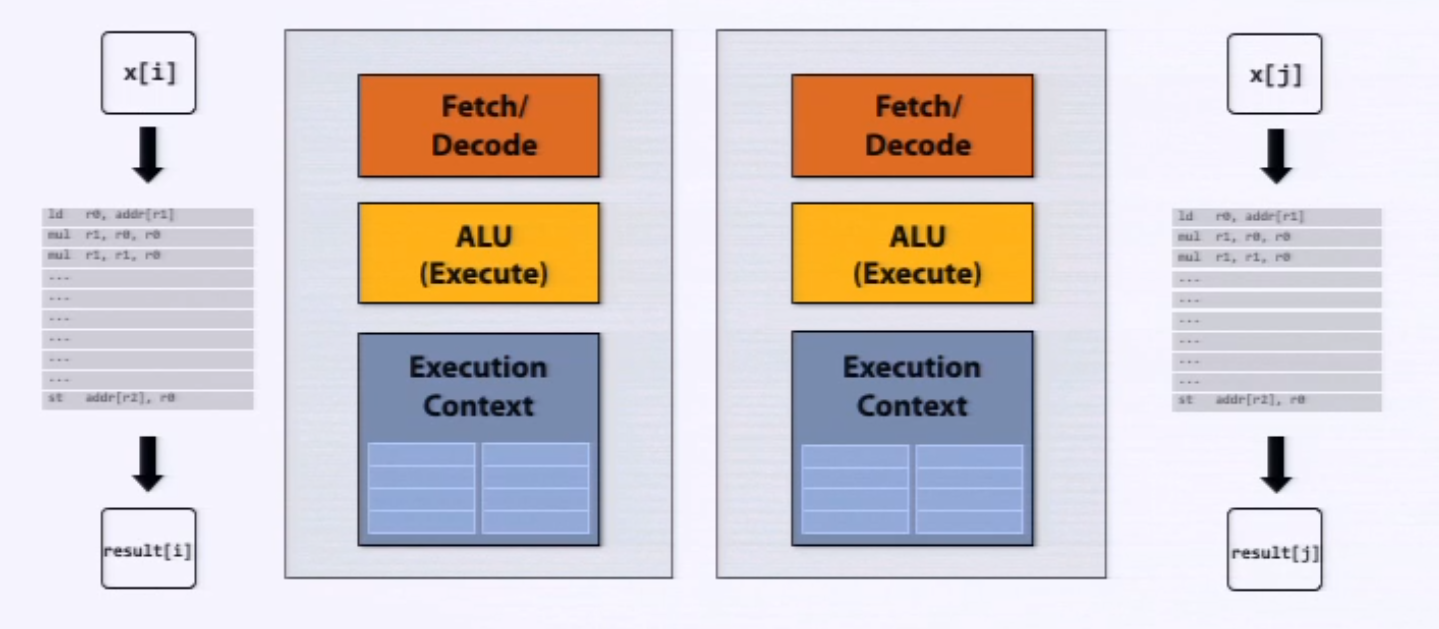 x[i]
ld r0, addr[r1]
mul r1, r0, r0
mul r1, r1, r0
...
...
...
...
...
...
st addr[r2], r0
result[i]
Fetch/
Decode
ALU
(Execute)
Execution
Context
Fetch/
Decode
ALU
(Execute)
Execution
Context
x[j]
ld r0, addr[r1]
mul r1, r0, r0
mul r1, r1, r0
...
...
...
...
...
...
st addr[r2], r0
result[j]